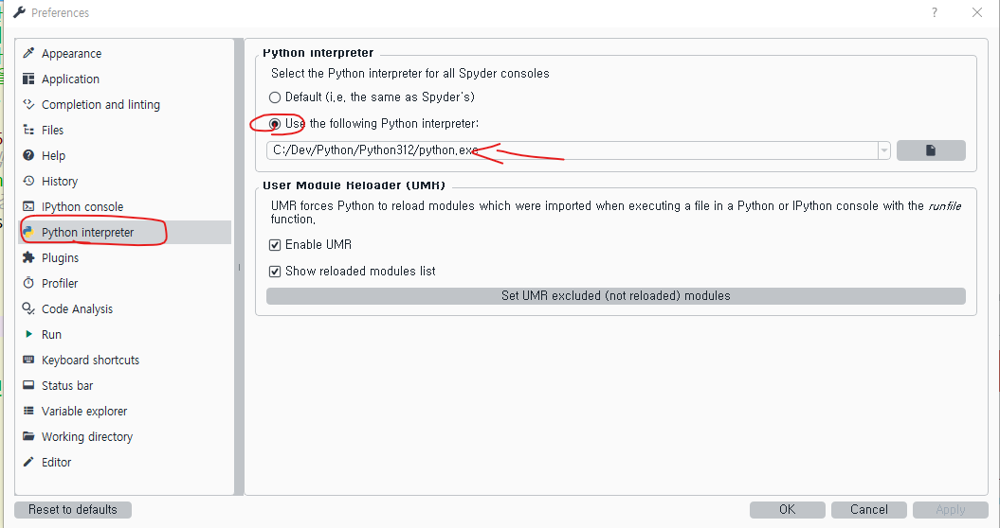 Preferences
?
Appearance
Application
Completion and linting
Files
Help
History
IPython console
Python interpreter
Plugins
Profiler
Code Analysis
Run
Keyboard shortcuts
Status bar
Variable explorer
Working directory
Editor
Python interpreter
Select the Python interpreter for all Spyder consoles
Default (i.e. the same as Spyder's)
Use the following Python interpreter:
C:/Dev/Python/Python312/python.exe
User Module Reloader (UMR)
UMR forces Python to reload modules which were imported when executing a file in a Python or IPython console with the runfile
function.
Enable UMR
Show reloaded modules list
Set UMR excluded (not reloaded) modules
Reset to defaults
OK
Cancel
Apply